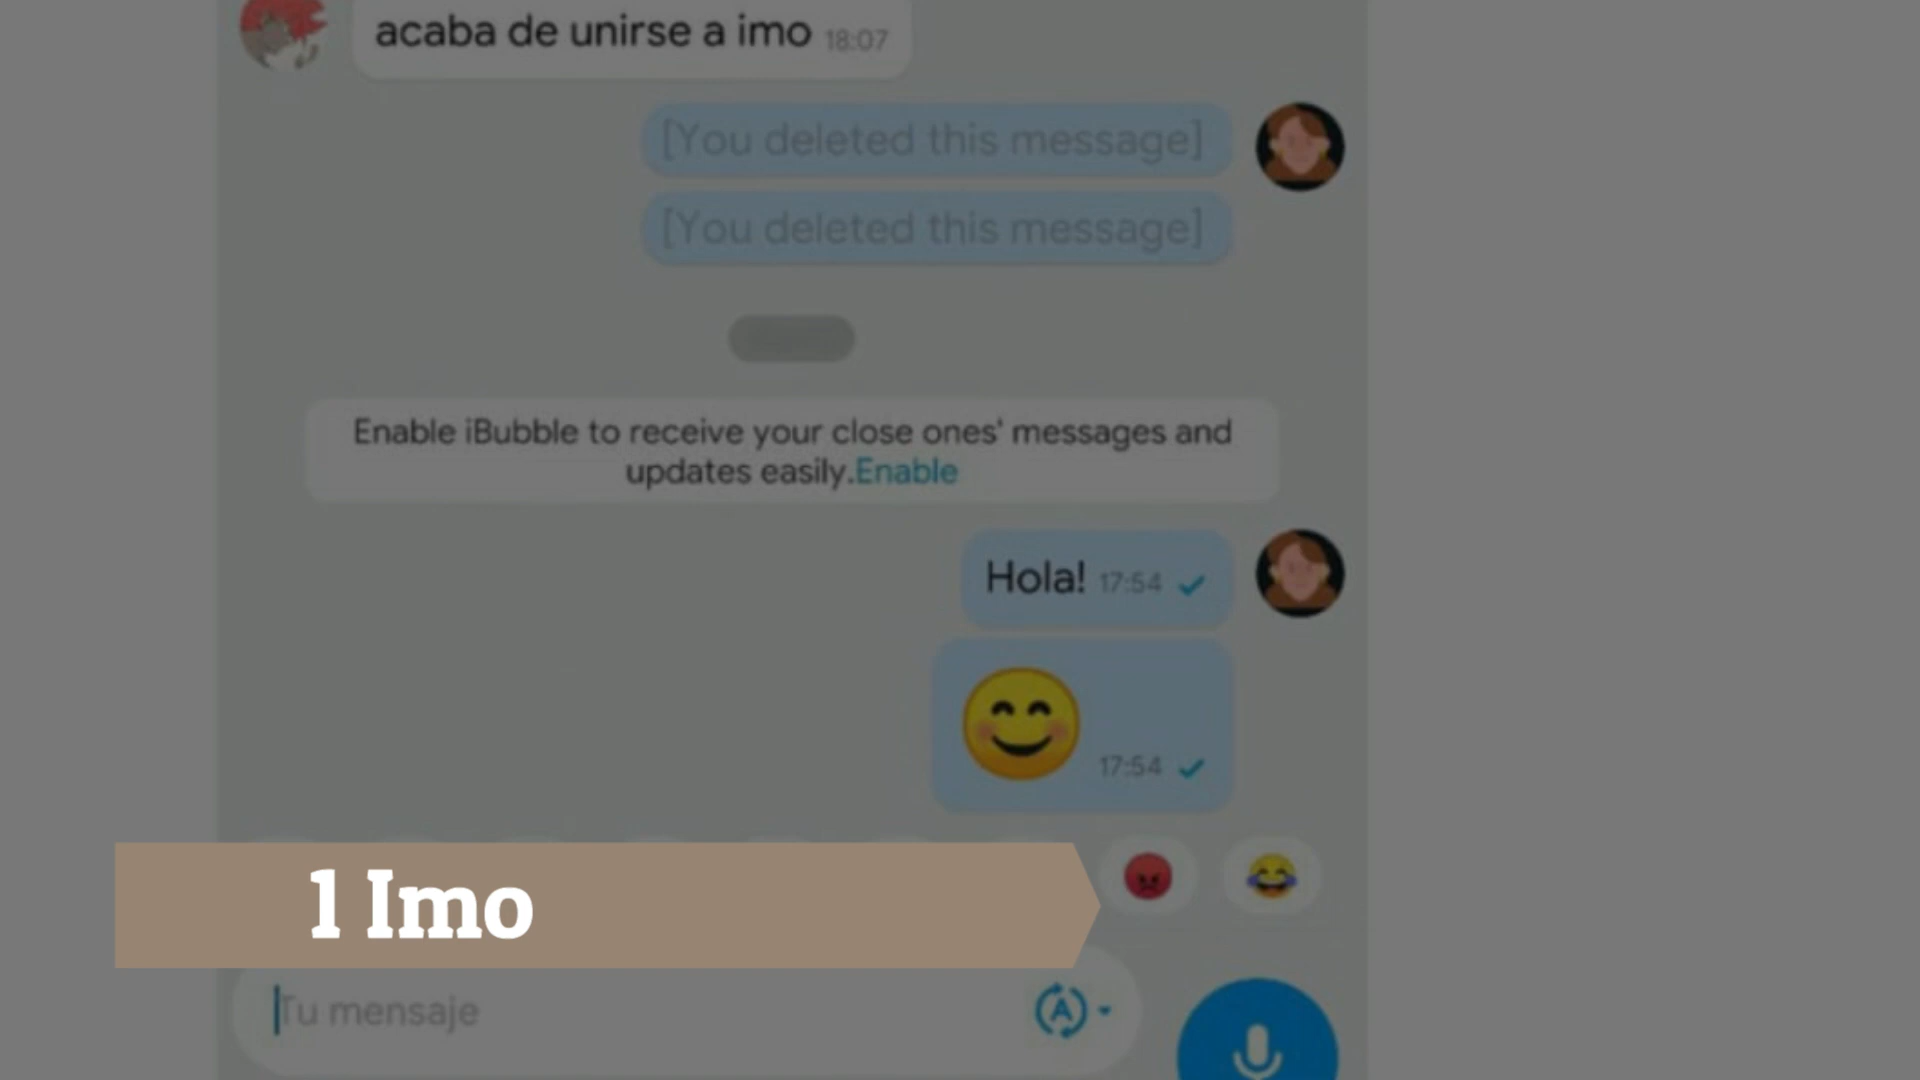 acaba de unirse a imo 18:07
[You deleted this message]
[You deleted this message]
Enable iBubble to receive your close ones' messages and
updates easily.Enable
Hola! 17:54
17:54
1 Imo
Tu mensaje
A